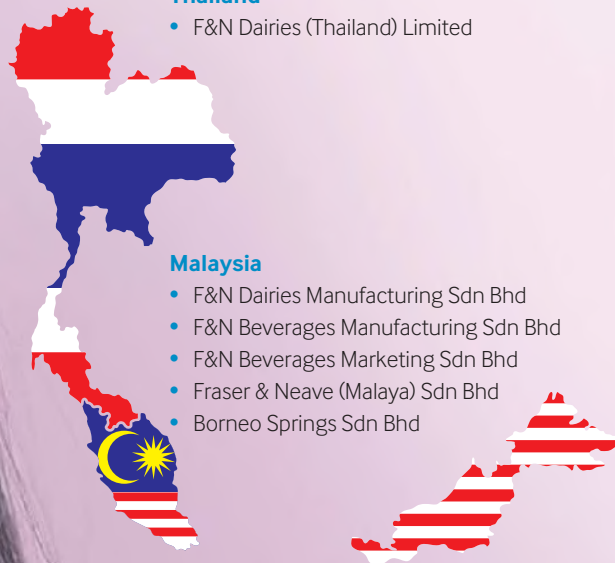 Thailand
• F&N Dairies (Thailand) Limited
Malaysia
• F&N Dairies Manufacturing Sdn Bhd
• F&N Beverages Manufacturing Sdn Bhd
• F&N Beverages Marketing Sdn Bhd
• Fraser & Neave (Malaya) Sdn Bhd
• Borneo Springs Sdn Bhd